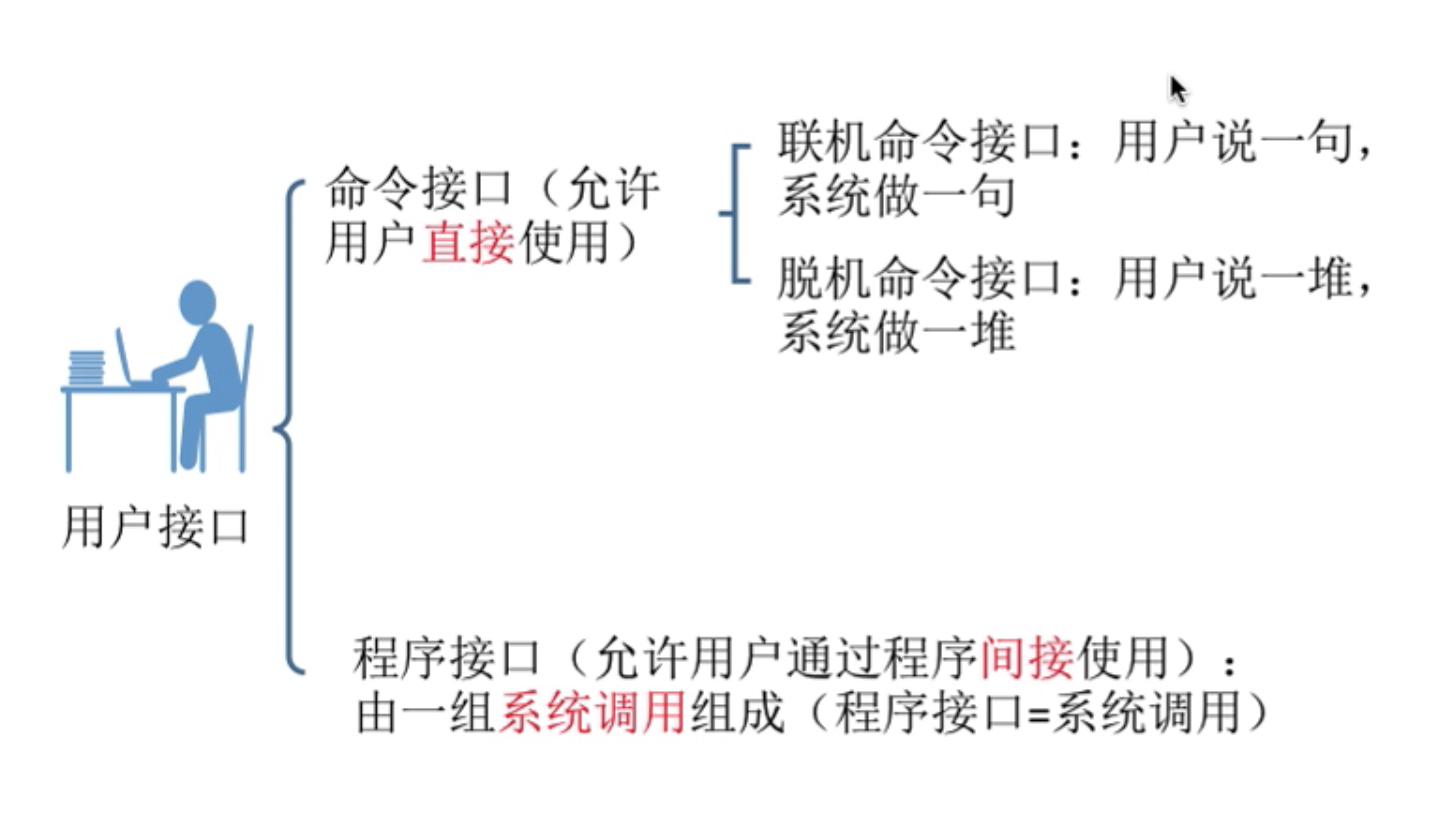 命令接口（允许
用户直接使用）
联机命令接口：用户说一句，
系统做一句
脱机命令接口：用户说一堆，
系统做一堆
用户接口
程序接口（允许用户通过程序间接使用）：
由一组系统调用组成（程序接口=系统调用）